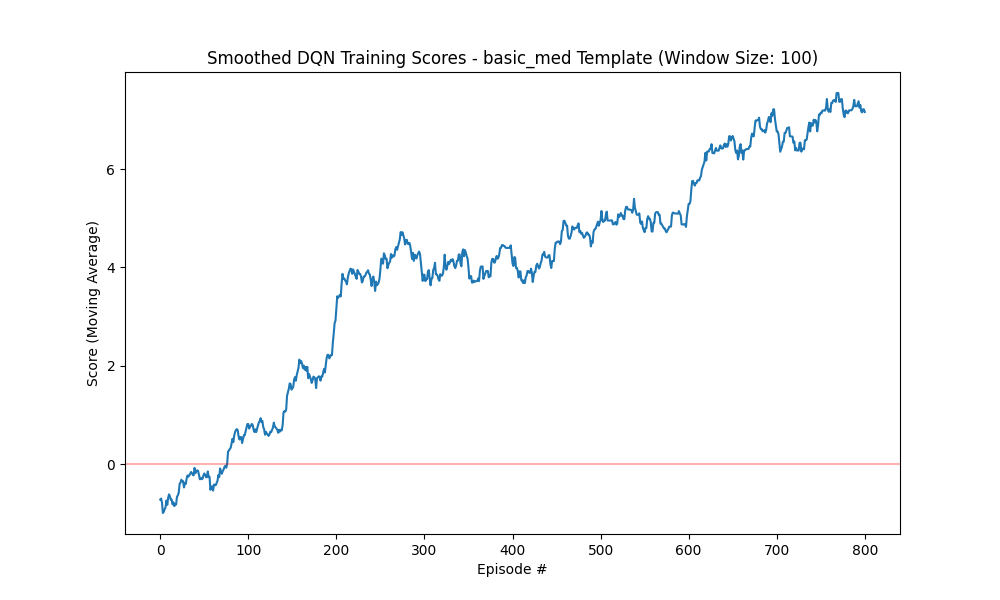 Smoothed DQN Training Scores - basic_med Template (Window Size: 100)
Score (Moving Average)
6
4
2
0
0 100 200 300 400 500 600 700 800
Episode #